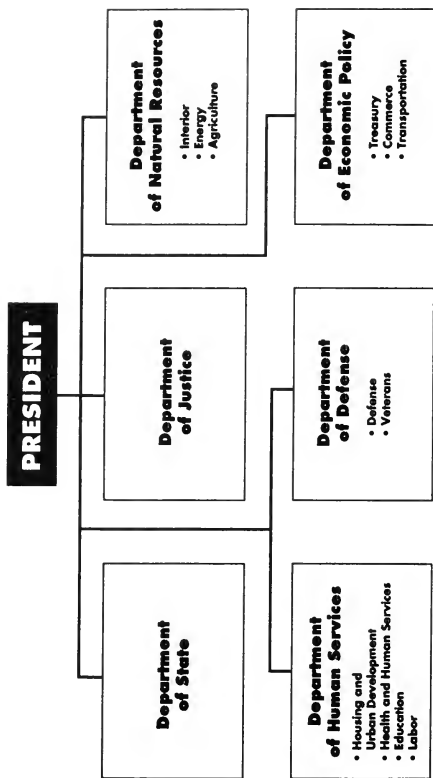 PRESIDENT
Department
of State
Department
of Justice
Department
of Natural Resources
• Interior
• Energy
• Agriculture
Department
of Human Services
• Housing and
Urban Development
• Health and Human Services
• Education
• Labor
Department
of Defense
• Defense
• Veterans
Department
of Economic Policy
• Treasury
• Commerce
• Transportation